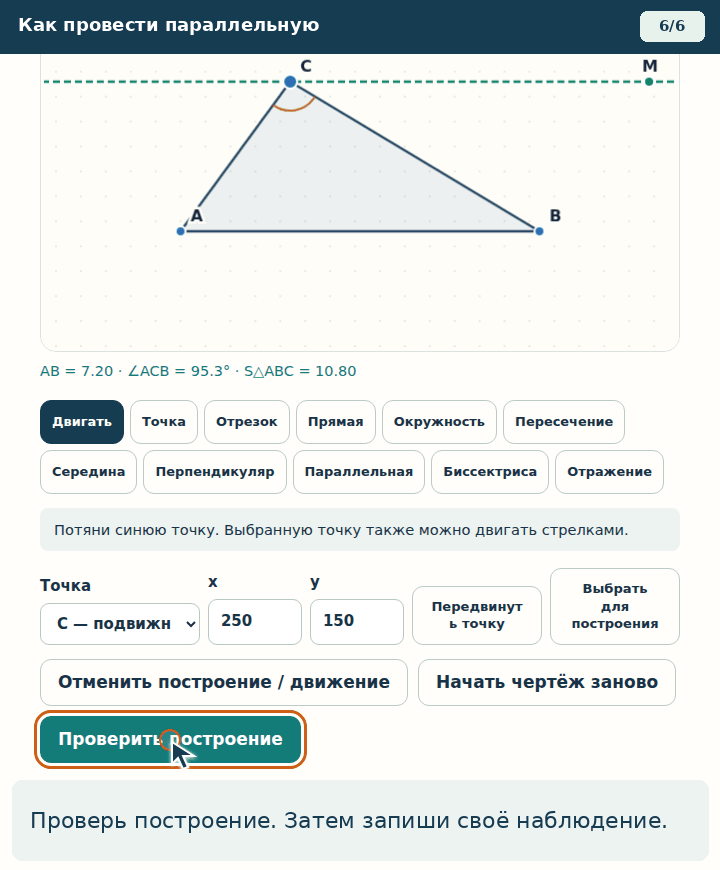 Как провести параллельную
6/6
C
M
A
B
AB = 7.20 · ∠ACB = 95.3° · S△ABC = 10.80
Двигать
Точка
Отрезок
Прямая
Окружность
Пересечение
Середина
Перпендикуляр
Параллельная
Биссектриса
Отражение
Потяни синюю точку. Выбранную точку также можно двигать стрелками.
Точка
x
y
C — подвижн
250
150
Передвинут
ь точку
Выбрать
для
построения
Отменить построение / движение
Начать чертёж заново
Проверить построение
Проверь построение. Затем запиши своё наблюдение.